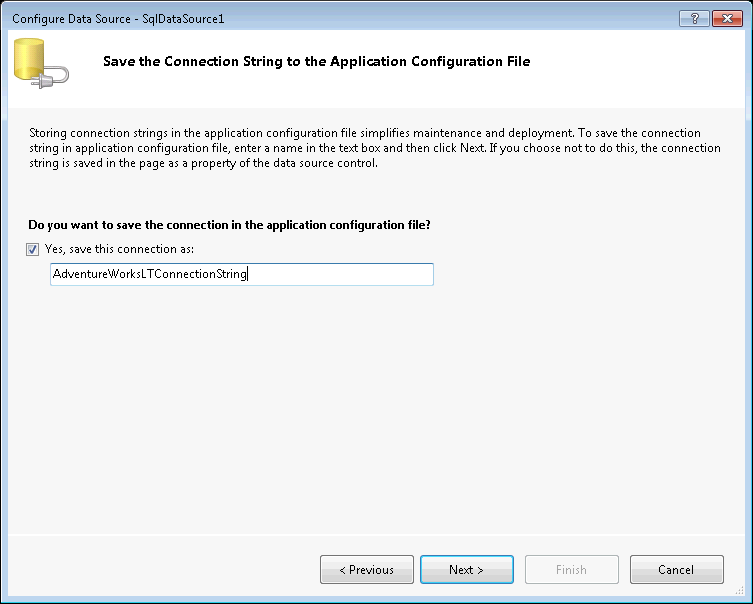 Configure Data Source - SqlDataSource1
?
Save the Connection String to the Application Configuration File
Storing connection strings in the application configuration file simplifies maintenance and deployment. To save the connection
string in application configuration file, enter a name in the text box and then click Next. If you choose not to do this, the connection
string is saved in the page as a property of the data source control.
Do you want to save the connection in the application configuration file?
Yes, save this connection as:
AdventureWorksLTConnectionString
< Previous
Next >
Finish
Cancel